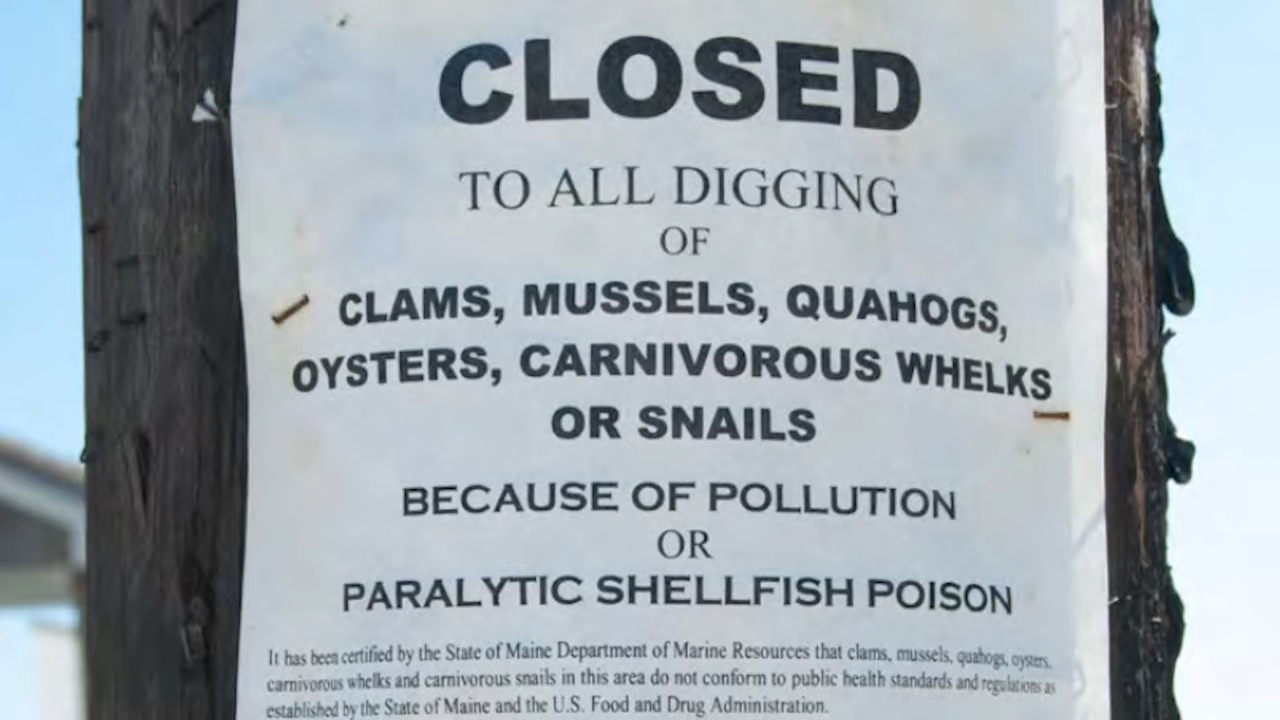 CLOSED
TO ALL DIGGING
OF
CLAMS, MUSSELS, QUAHOGS,
OYSTERS, CARNIVOROUS WHELKS
OR SNAILS
BECAUSE OF POLLUTION
OR
PARALYTIC SHELLFISH POISON
It has been certified by the State of Maine Department of Marine Resources that clams, mussels, quahogs, oysters,
carnivorous whelks and carnivorous snails in this area do not conform to public health standards and regulations as
established by the State of Maine and the U.S. Food and Drug Administration.